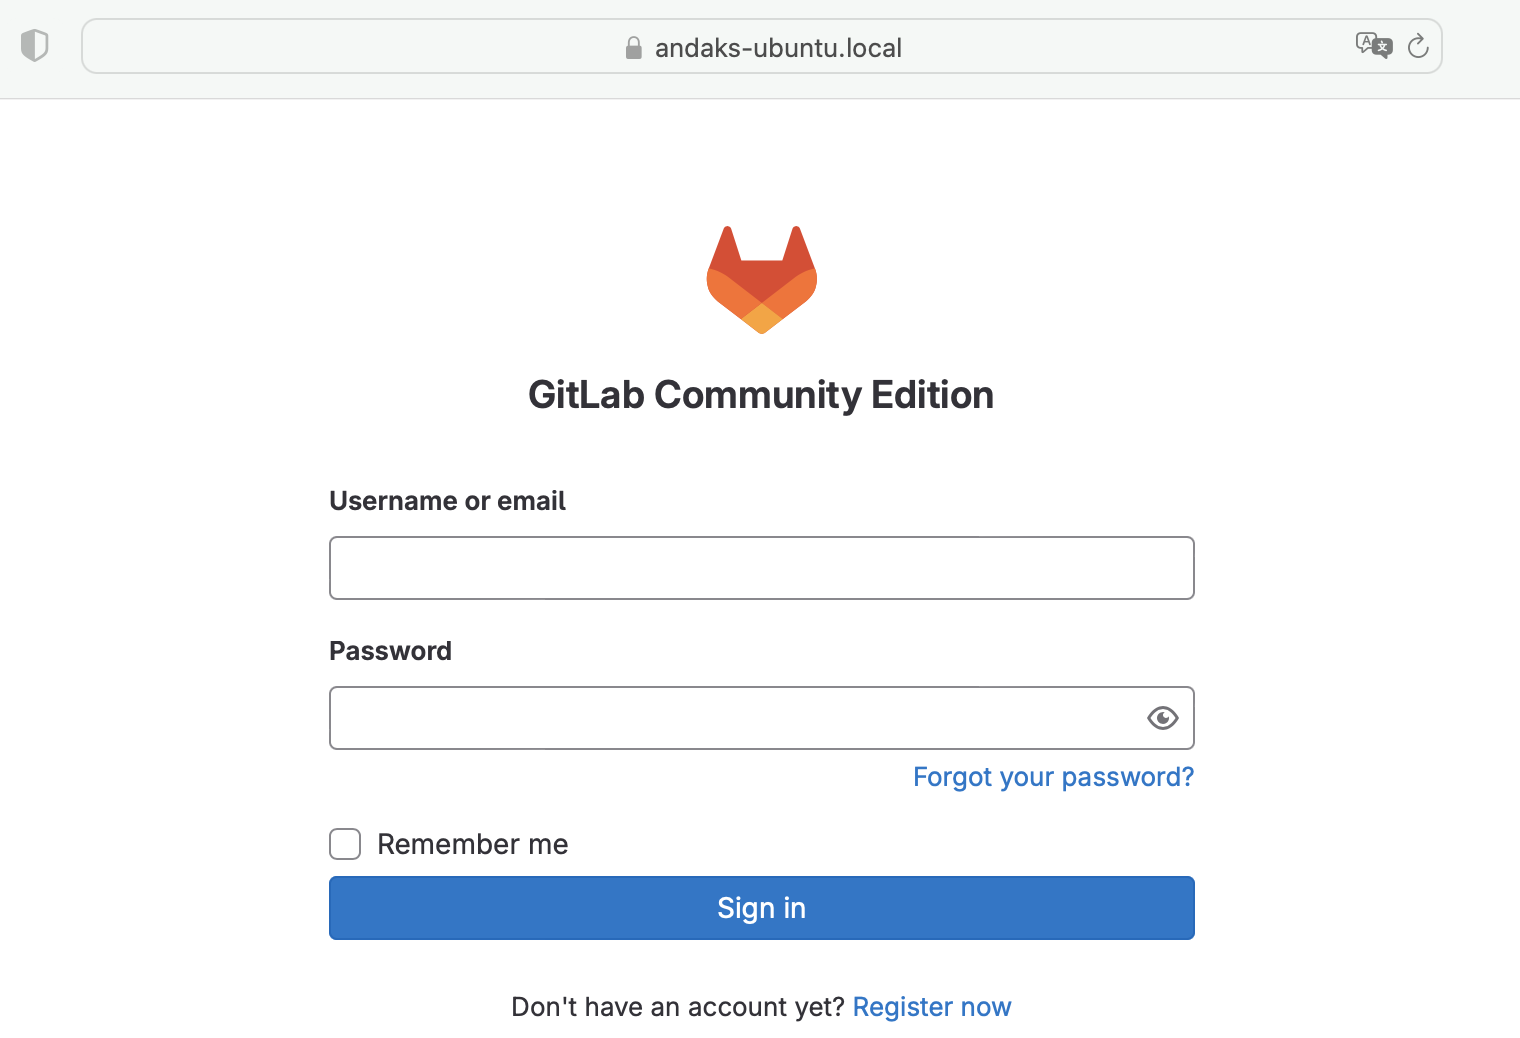 andaks-ubuntu.local
GitLab Community Edition
Username or email
Password
Forgot your password?
Remember me
Sign in
Don't have an account yet? Register now